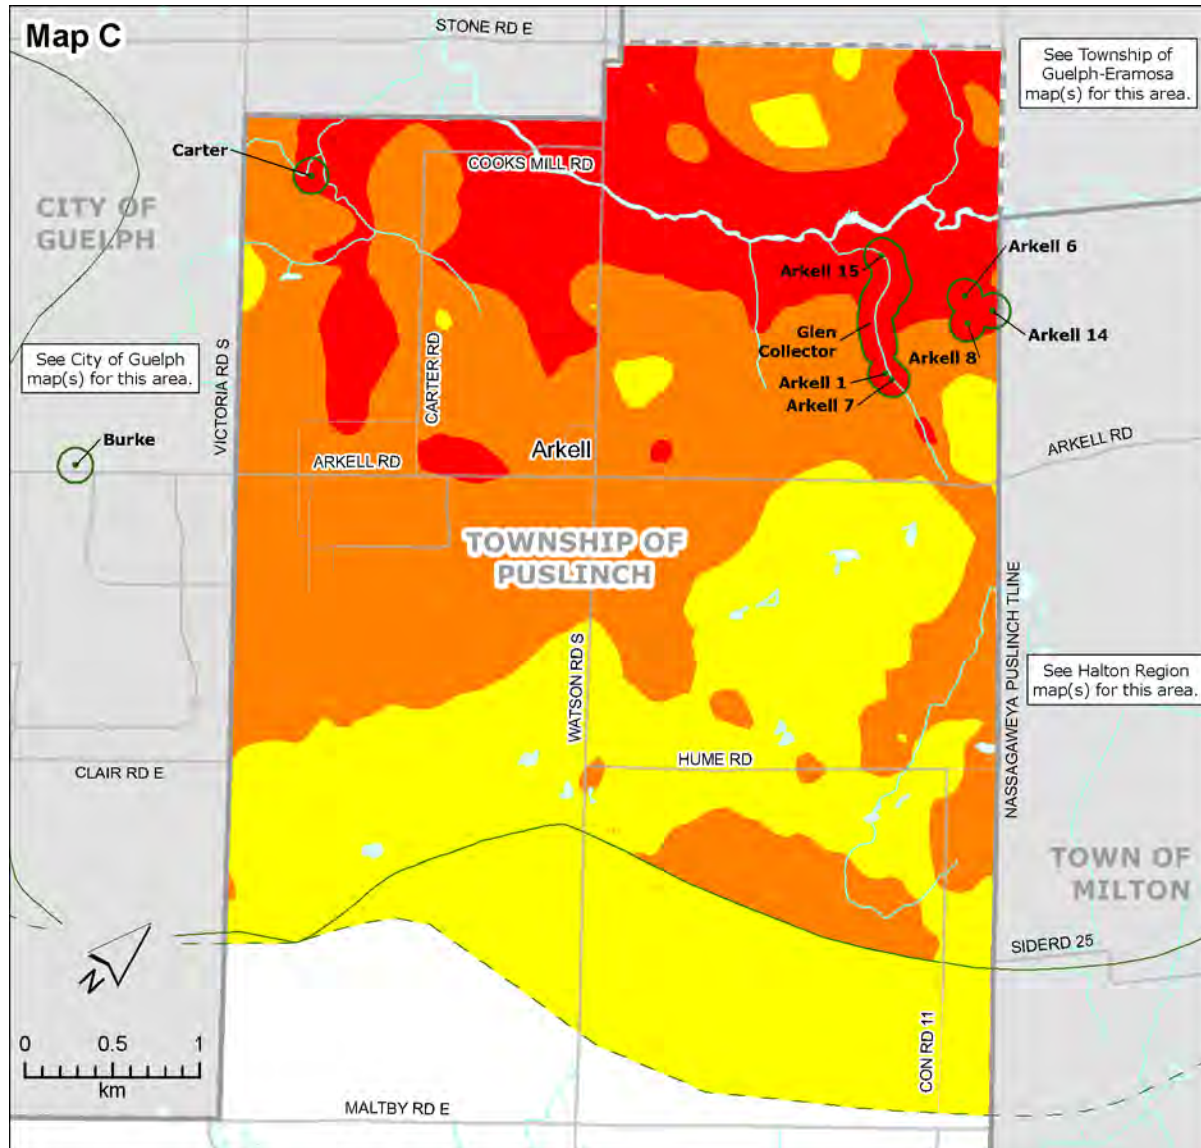 Map C
STONE RD E
See Township of
Guelph-Eramosa
map(s) for this area.
Carter
COOKS MILL RD
CITY OF
GUELPH
Arkell 6
Arkell 15
Glen
Collector
Arkell 14
Arkell 8
Arkell 1
Arkell 7
See City of Guelph
map(s) for this area.
VICTORIA RD S
CARTER RD
Burke
ARKELL RD
Arkell
ARKELL RD
TOWNSHIP OF
PUSLINCH
NASSAGAWEYA PUSLINCH TLINE
WATSON RD S
See Halton Region
map(s) for this area.
CLAIR RD E
HUME RD
TOWN OF
MILTON
SIDERD 25
N
0 0.5 1
km
CON RD 11
MALTBY RD E